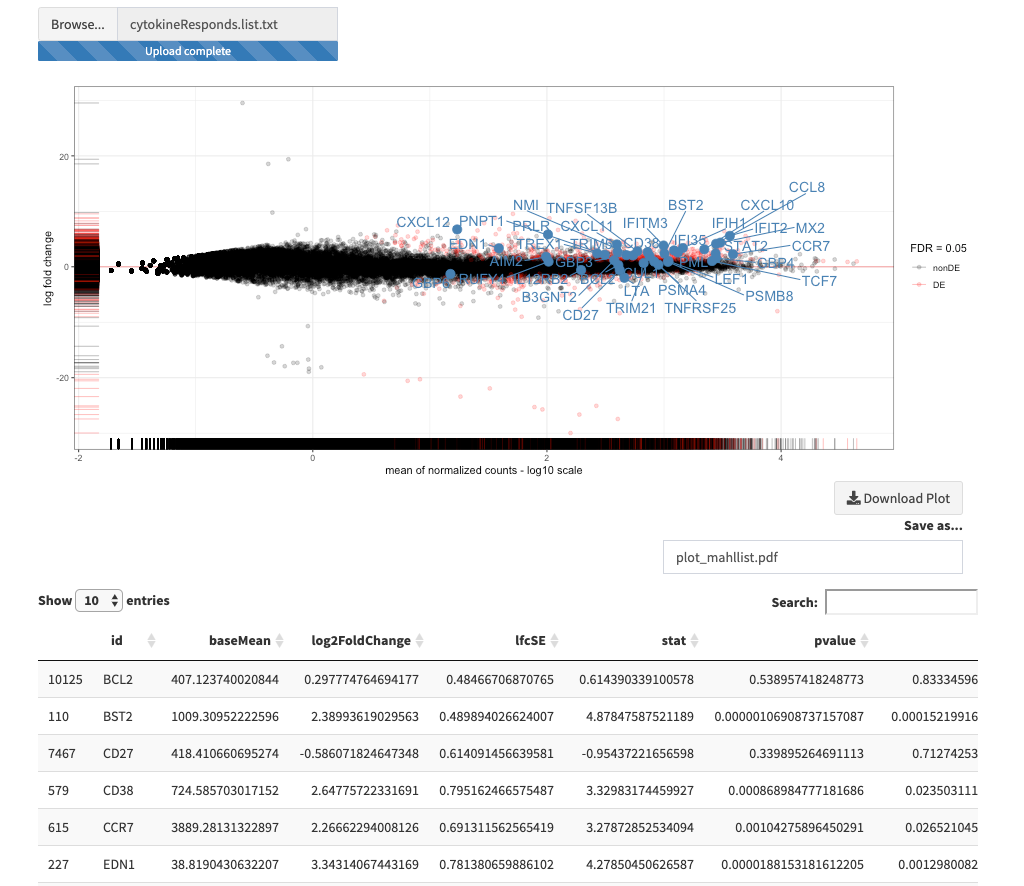 Browse... cytokineResponds.list.txt
Upload complete
CCL8
NMI TNFSF13B BST2 CXCL10
CXCL12 PNPT1 PRLR CXCL11 IFITM3 IFIH1 IFIT2 MX2
EDN1 TREX1 CD38 IFI35 STAT2 CCR7
AIM2 GBP3 GBP4
BCL2 LEF1 TCF7
B3GNT2 LTA PSMA4 PSMB8
CD27 TRIM21 TNFRSF25
log fold change
20
0
-20
-2 0 2 4
mean of normalized counts - log10 scale
FDR = 0.05
nonDE
DE
Download Plot
Save as...
plot_mahllist.pdf
Show 10 entries
Search:
id baseMean log2FoldChange lfcSE stat pvalue
10125 BCL2 407.123740020844 0.297774764694177 0.48466706870765 0.614390339100578 0.538957418248773 0.83334596
110 BST2 1009.30952222596 2.38993619029563 0.489894026624007 4.87847587521189 0.00000106908737157087 0.00015219916
7467 CD27 418.410660695274 -0.586071824647348 0.614091456639581 -0.95437221656598 0.339895264691113 0.71274253
579 CD38 724.585703017152 2.64775722331691 0.795162466575487 3.32983174459927 0.000868984777181686 0.023503111
615 CCR7 3889.28131322897 2.26662294008126 0.691311562565419 3.27872852534094 0.00104275896450291 0.026521045
227 EDN1 38.8190430632207 3.34314067443169 0.781380659886102 4.27850450626587 0.0000188153181612205 0.0012980082